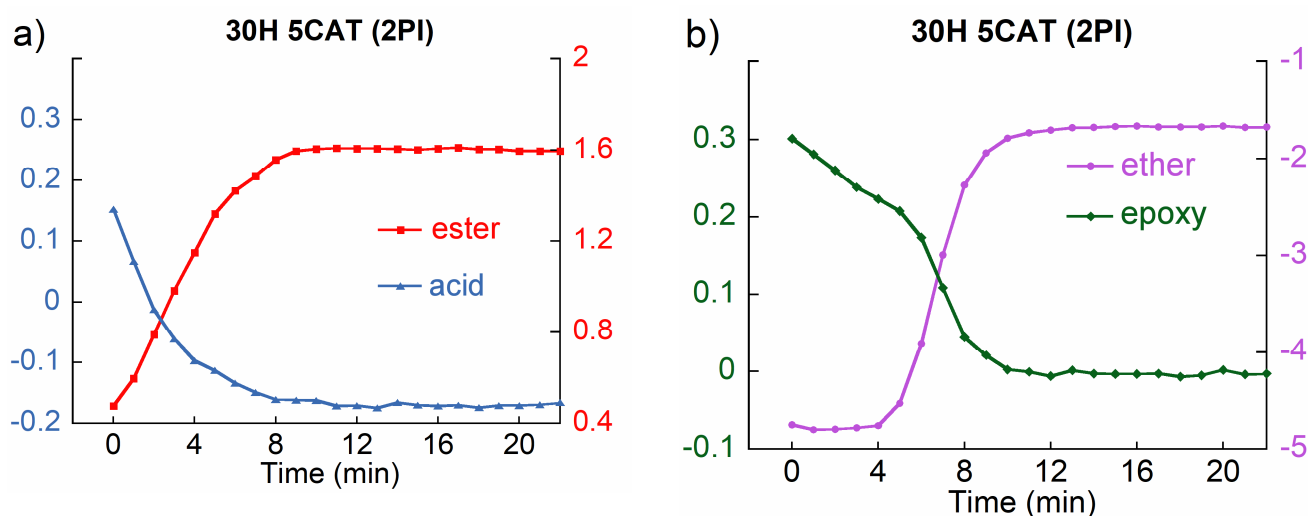 a)
30H 5CAT (2PI)
0.3
0.2
0.1
0
-0.1
-0.2
2
1.6
1.2
0.8
0.4
ester
acid
0 4 8 12 16 20
Time (min)
b)
30H 5CAT (2PI)
0.3
0.2
0.1
0
-0.1
-1
-2
-3
-4
-5
ether
epoxy
0 4 8 12 16 20
Time (min)